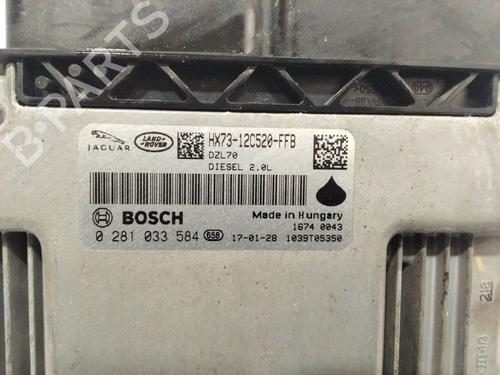 B-PARTS
JAGUAR
LAND ROVER
HX73-12C520-FFB
DZL70
DIESEL 2.0L
BOSCH
Made in Hungary
1674 0043
0 281 033 584 658 17-01-28 1039T05350